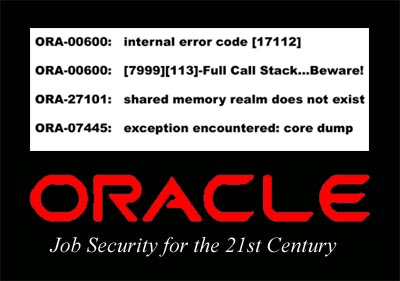 ORA-00600: internal error code [17112]
ORA-00600: [7999][113]-Full Call Stack...Beware!
ORA-27101: shared memory realm does not exist
ORA-07445: exception encountered: core dump
ORACLE
Job Security for the 21st Century